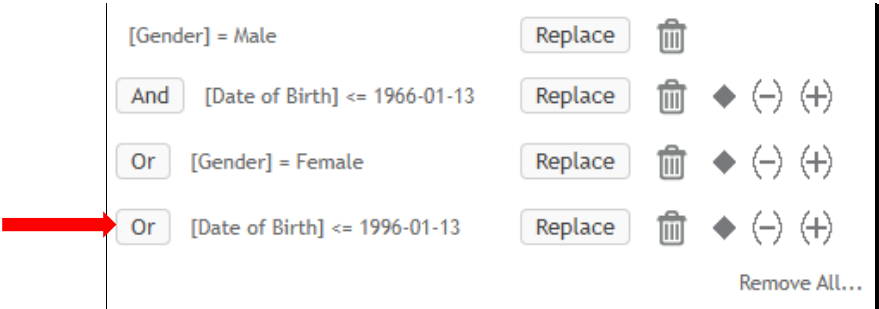 [Gender] = Male Replace
And [Date of Birth] <= 1966-01-13 Replace (−) (+)
Or [Gender] = Female Replace (−) (+)
Or [Date of Birth] <= 1996-01-13 Replace (−) (+)
Remove All...